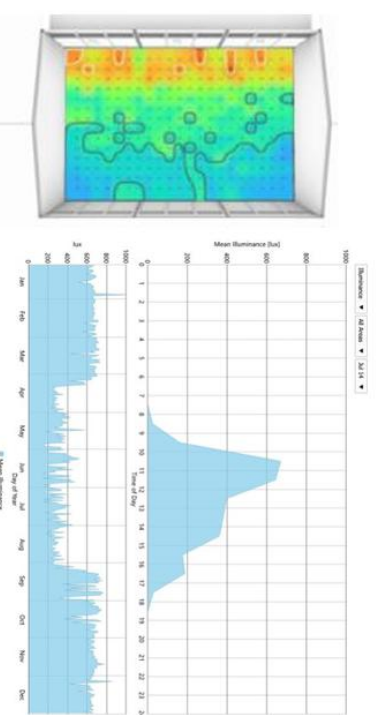 Illuminance ▼ All Areas ▼ Jul 14 ▼
Mean Illuminance (lux)
1000
800
600
400
200
0
0 1 2 3 4 5 6 7 8 9 10 11 12 13 14 15 16 17 18 19 20 21 22 23
Time of Day
lux
1000
800
600
400
200
0
Jan Feb Mar Apr May Jun Jul Aug Sep Oct Nov Dec
Day of Year
Mean Illuminance